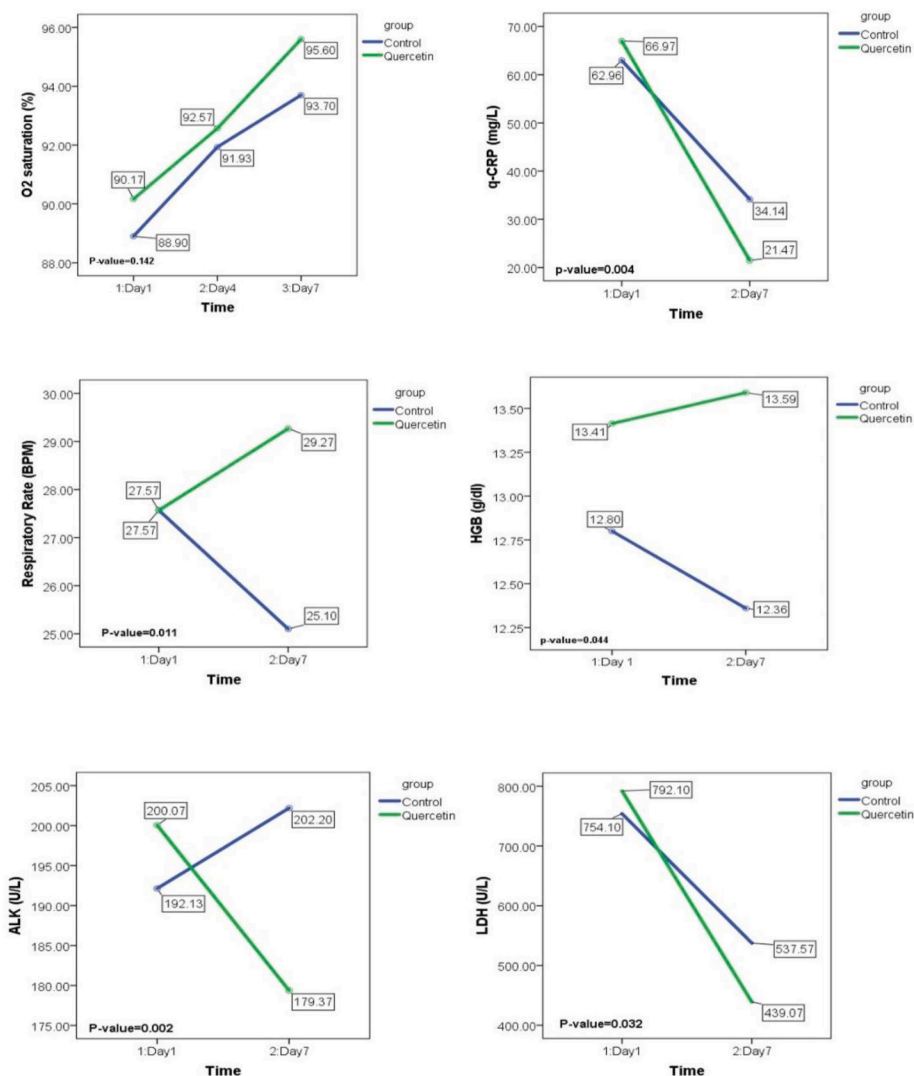 group
Control
Quercetin
O2 saturation (%)
96.00
94.00
92.00
90.00
88.00
90.17
92.57
95.60
88.90
91.93
93.70
P-value=0.142
1:Day1 2:Day4 3:Day7
Time
group
Control
Quercetin
q-CRP (mg/L)
70.00
60.00
50.00
40.00
30.00
20.00
66.97
62.96
34.14
21.47
p-value=0.004
1:Day1 2:Day7
Time
group
Control
Quercetin
Respiratory Rate (BPM)
30.00
29.00
28.00
27.00
26.00
25.00
27.57
27.57
29.27
25.10
P-value=0.011
1:Day1 2:Day7
Time
group
Control
Quercetin
HGB (g/dl)
13.50
13.25
13.00
12.75
12.50
12.25
13.41
13.59
12.80
12.36
p-value=0.044
1:Day 1 2:Day7
Time
group
Control
Quercetin
ALK (U/L)
205.00
200.00
195.00
190.00
185.00
180.00
175.00
200.07
192.13
202.20
179.37
P-value=0.002
1:Day1 2:Day7
Time
group
Control
Quercetin
LDH (U/L)
800.00
700.00
600.00
500.00
400.00
792.10
754.10
537.57
439.07
P-value=0.032
1:Day1 2:Day7
Time